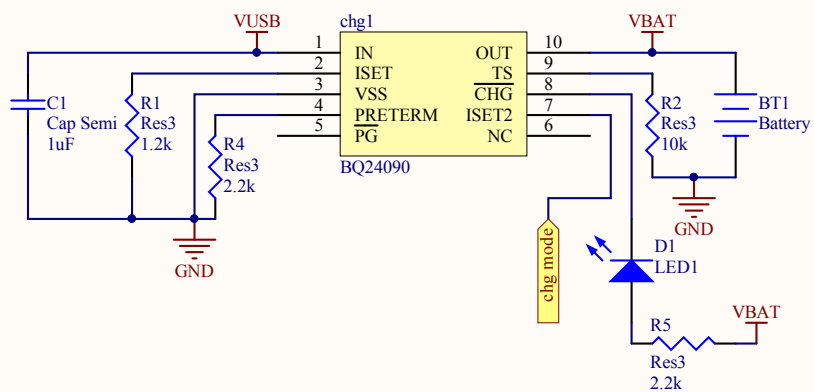 VUSB
chg1
VBAT
1
IN
OUT
10
2
ISET
TS
9
3
VSS
CHG
8
4
PRETERM
ISET2
7
5
PG
NC
6
BQ24090
C1
Cap Semi
1uF
R1
Res3
1.2k
R4
Res3
2.2k
R2
Res3
10k
BT1
Battery
GND
GND
chg mode
D1
LED1
VBAT
R5
Res3
2.2k